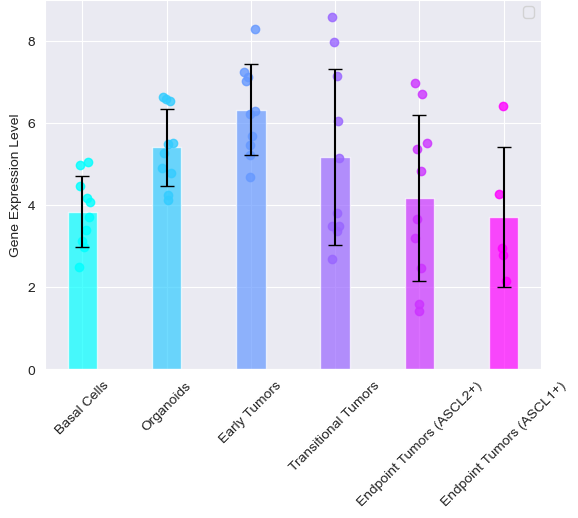 Gene Expression Level
8
6
4
2
0
Basal Cells
Organoids
Early Tumors
Transitional Tumors
Endpoint Tumors (ASCL2+)
Endpoint Tumors (ASCL1+)